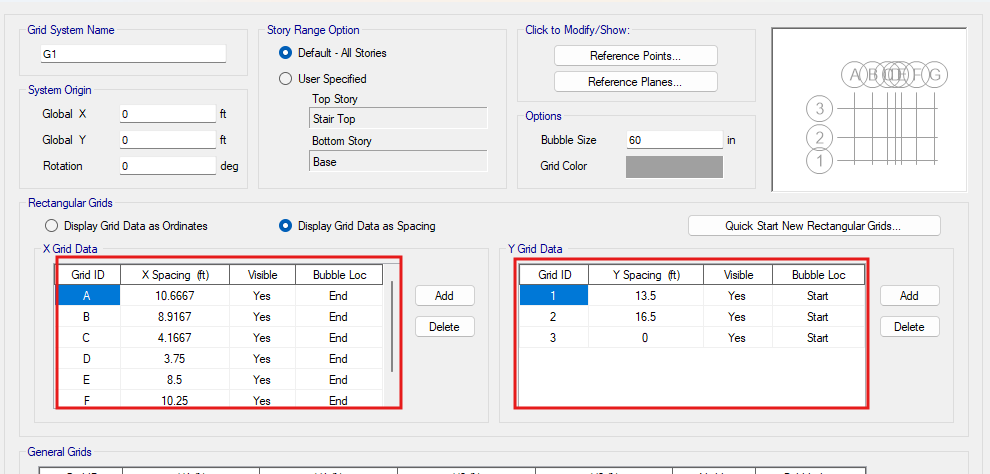 Grid System Name
G1
System Origin
Global X 0 ft
Global Y 0 ft
Rotation 0 deg
Story Range Option
Default - All Stories
User Specified
Top Story
Stair Top
Bottom Story
Base
Click to Modify/Show:
Reference Points...
Reference Planes...
Options
Bubble Size 60 in
Grid Color
A B F G
3
2
1
Rectangular Grids
Display Grid Data as Ordinates
Display Grid Data as Spacing
Quick Start New Rectangular Grids...
X Grid Data
Grid ID X Spacing (ft) Visible Bubble Loc
A 10.6667 Yes End
B 8.9167 Yes End
C 4.1667 Yes End
D 3.75 Yes End
E 8.5 Yes End
F 10.25 Yes End
Add
Delete
Y Grid Data
Grid ID Y Spacing (ft) Visible Bubble Loc
1 13.5 Yes Start
2 16.5 Yes Start
3 0 Yes Start
Add
Delete
General Grids